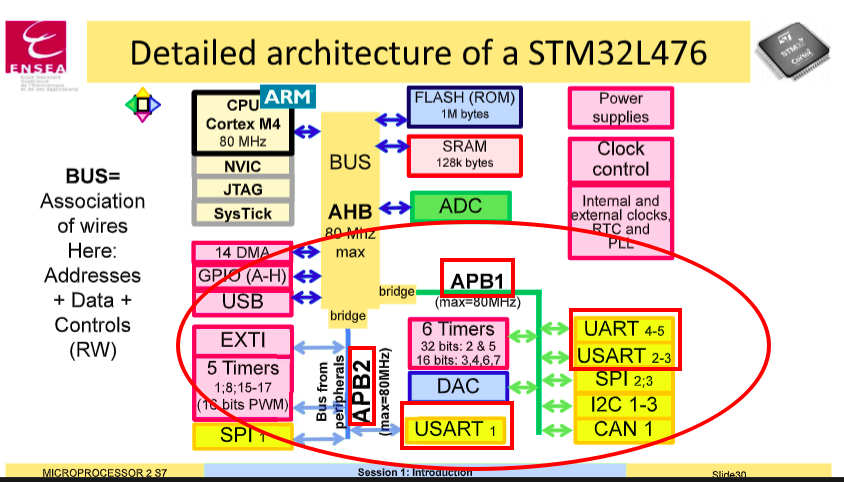 ENSEA
Detailed architecture of a STM32L476
BUS=
Association
of wires
Here:
Addresses
+ Data +
Controls
(RW)
ARM
CPU
Cortex M4
80 MHz
NVIC
JTAG
SysTick
BUS
AHB
80 Mhz
max
FLASH (ROM)
1M bytes
SRAM
128k bytes
ADC
Power
supplies
Clock
control
Internal and
external clocks,
RTC and
PLL
14 DMA
GPIO (A-H)
USB
bridge
bridge
APB1
(max=80MHz)
EXTI
5 Timers
1;8;15-17
(16 bits PWM)
SPI 1
Bus from
peripherals
APB2
(max=80MHz)
6 Timers
32 bits: 2 & 5
16 bits: 3,4,6,7
DAC
USART 1
UART 4-5
USART 2-3
SPI 2;3
I2C 1-3
CAN 1
MICROPROCESSOR 2 S7
Session 1: Introduction
Slide30